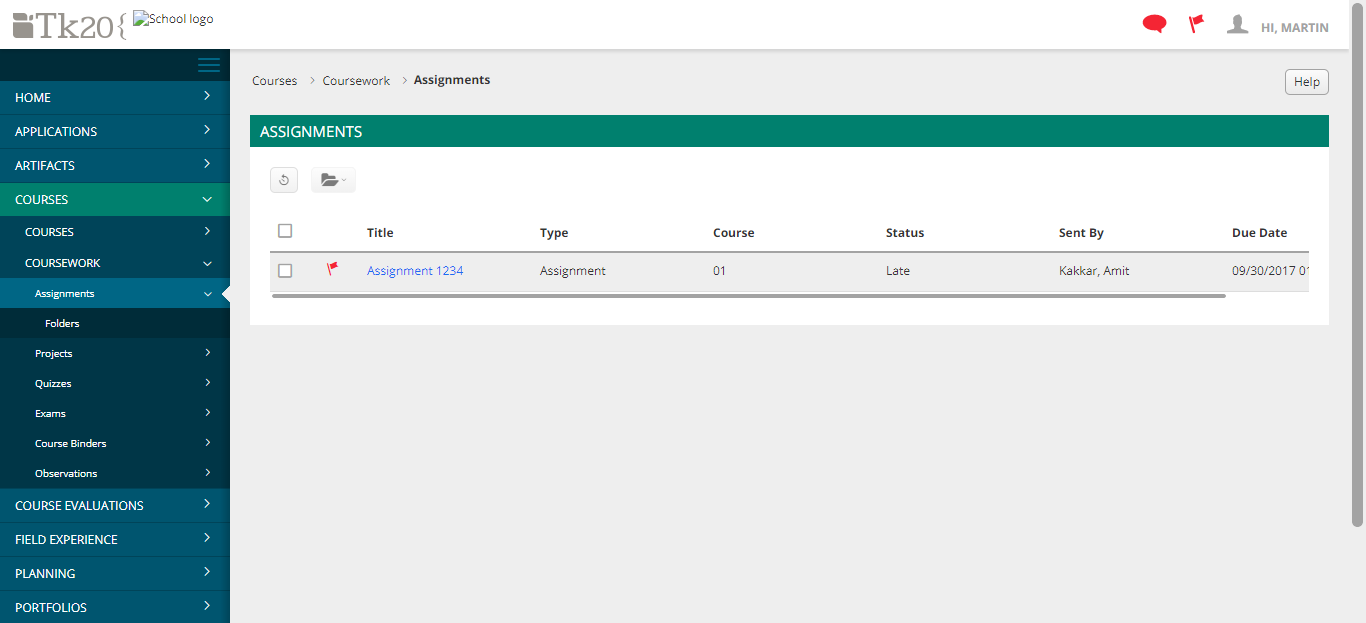 Tk20{
School logo
HI, MARTIN
HOME
APPLICATIONS
ARTIFACTS
COURSES
COURSES
COURSEWORK
Assignments
Folders
Projects
Quizzes
Exams
Course Binders
Observations
COURSE EVALUATIONS
FIELD EXPERIENCE
PLANNING
PORTFOLIOS
Courses > Coursework > Assignments
Help
ASSIGNMENTS
Title Type Course Status Sent By Due Date
Assignment 1234 Assignment 01 Late Kakkar, Amit 09/30/2017 01